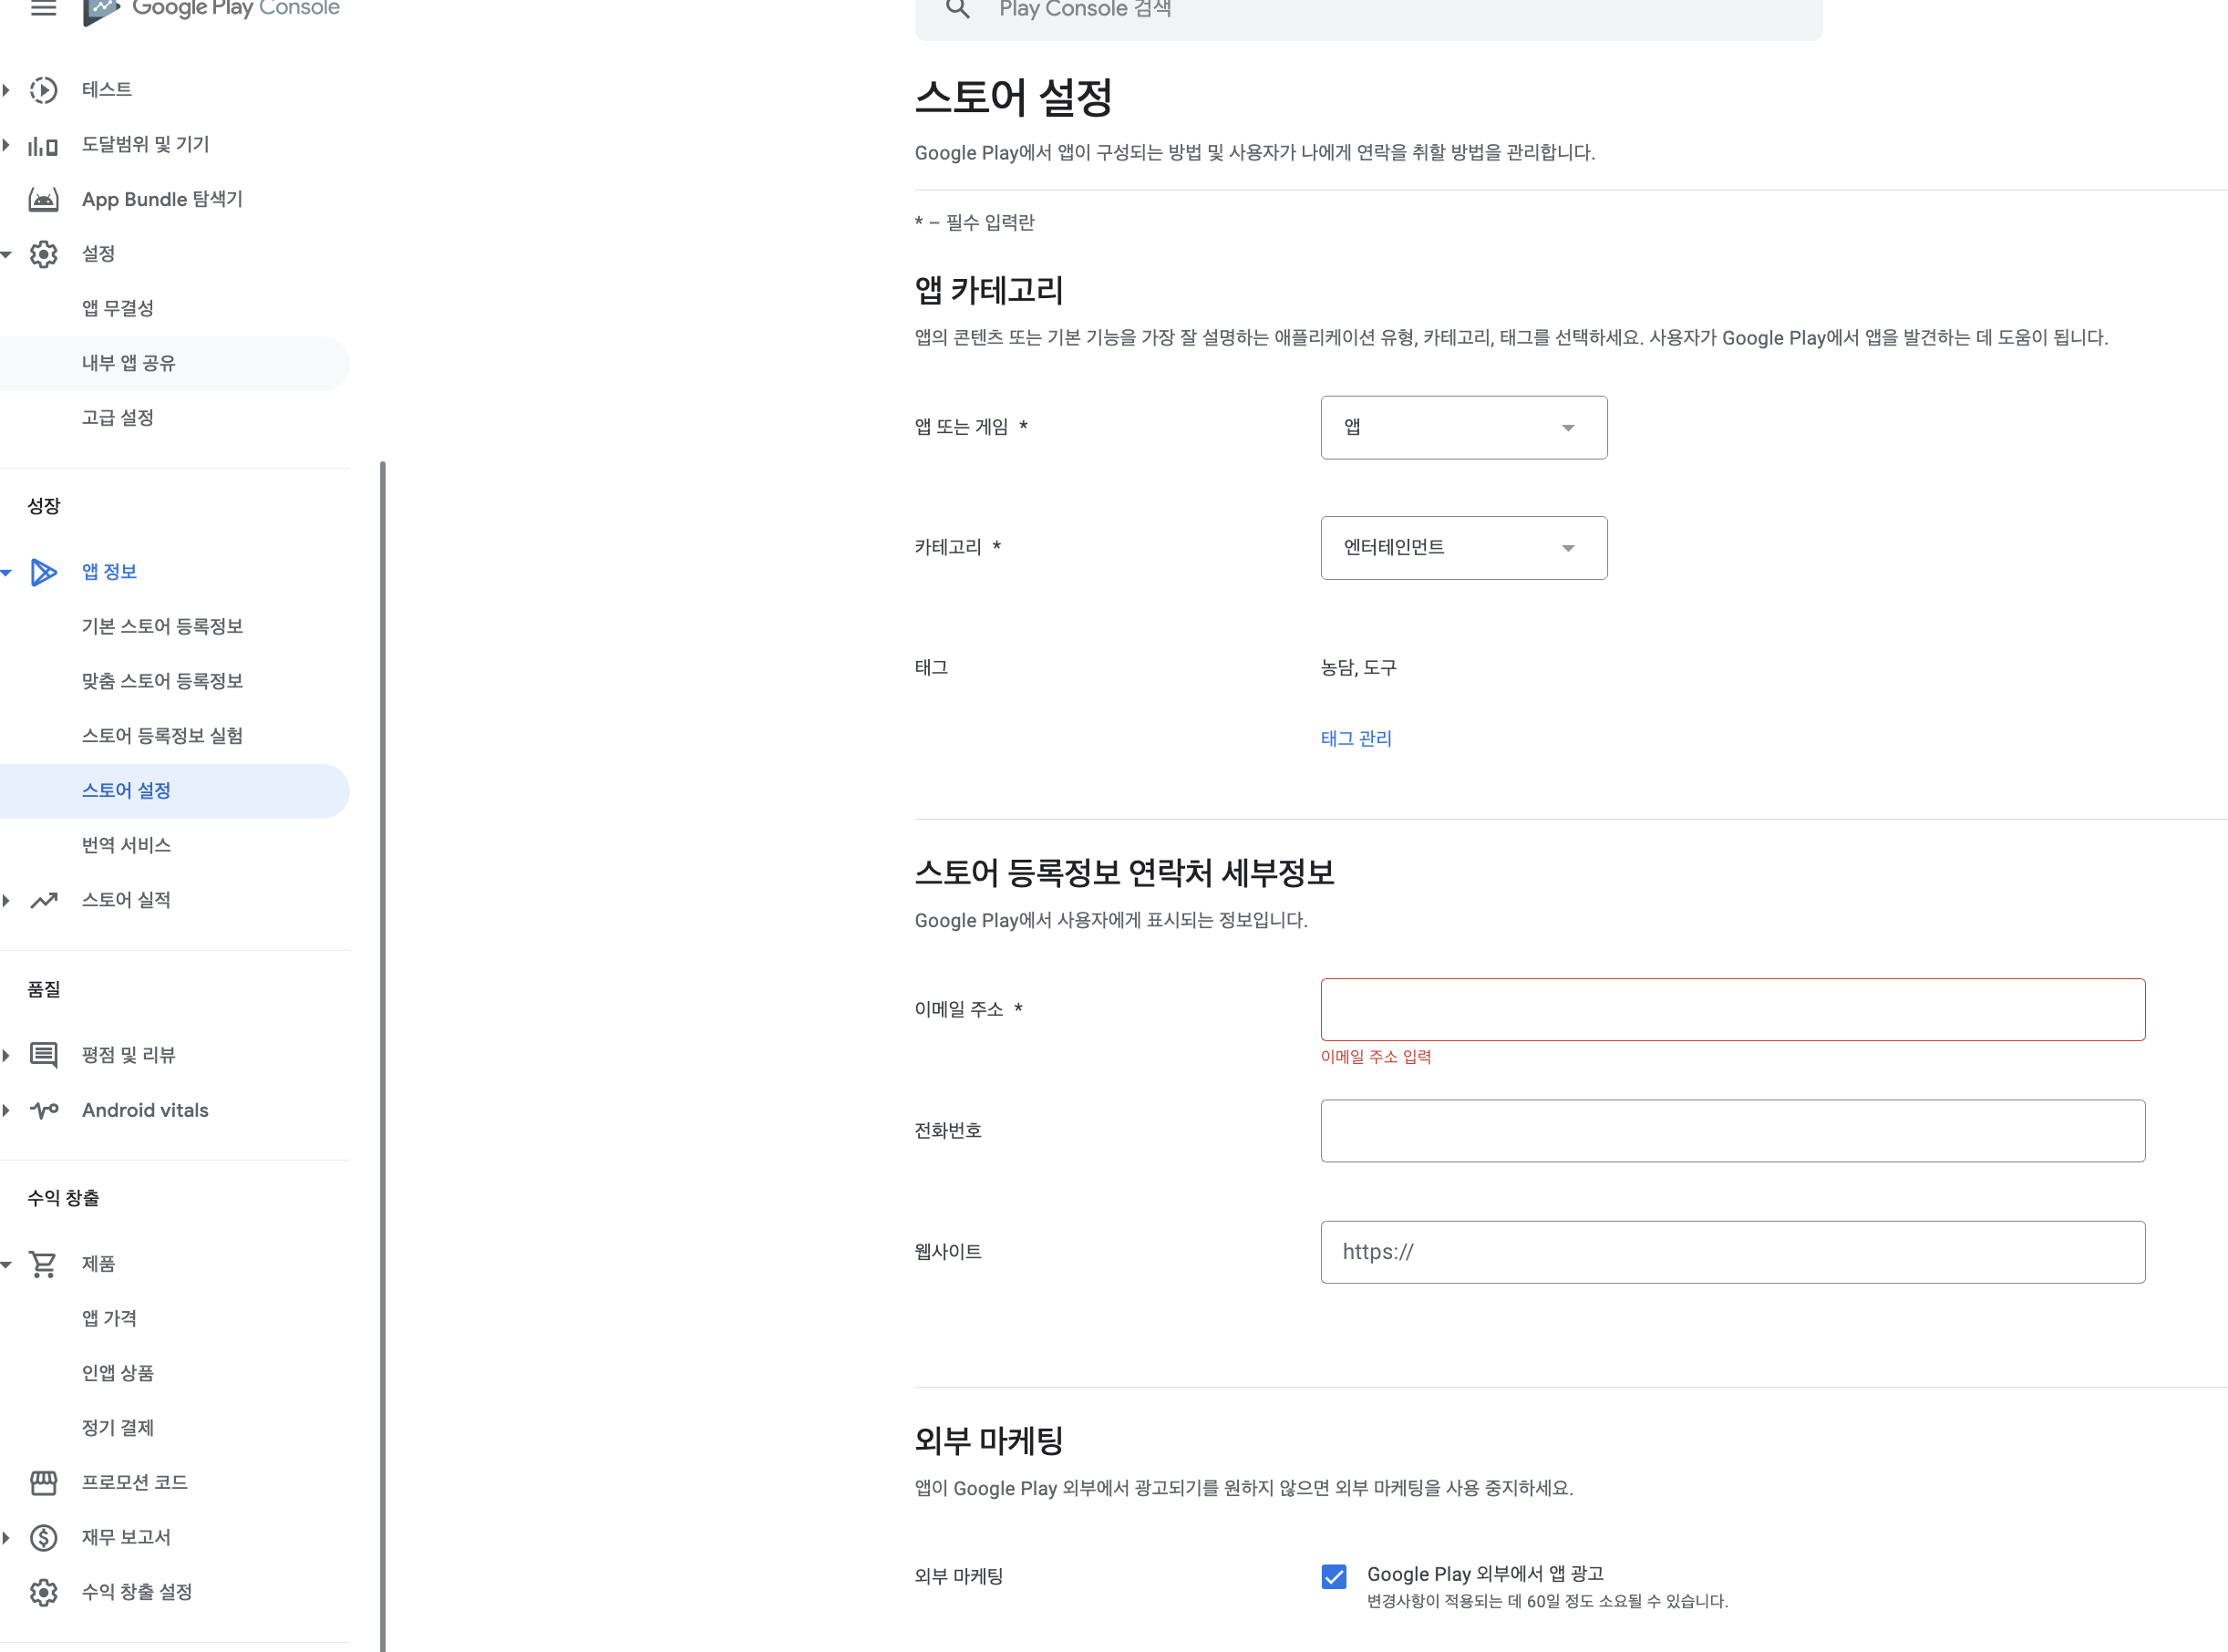 Google Play Console
Play Console 검색
테스트
도달범위 및 기기
App Bundle 탐색기
설정
앱 무결성
내부 앱 공유
고급 설정
성장
앱 정보
기본 스토어 등록정보
맞춤 스토어 등록정보
스토어 등록정보 실험
스토어 설정
번역 서비스
스토어 실적
품질
평점 및 리뷰
Android vitals
수익 창출
제품
앱 가격
인앱 상품
정기 결제
프로모션 코드
재무 보고서
수익 창출 설정
스토어 설정
Google Play에서 앱이 구성되는 방법 및 사용자가 나에게 연락을 취할 방법을 관리합니다.
* – 필수 입력란
앱 카테고리
앱의 콘텐츠 또는 기본 기능을 가장 잘 설명하는 애플리케이션 유형, 카테고리, 태그를 선택하세요. 사용자가 Google Play에서 앱을 발견하는 데 도움이 됩니다.
앱 또는 게임 *
앱
카테고리 *
엔터테인먼트
태그
농담, 도구
태그 관리
스토어 등록정보 연락처 세부정보
Google Play에서 사용자에게 표시되는 정보입니다.
이메일 주소 *
이메일 주소 입력
전화번호
웹사이트
https://
외부 마케팅
앱이 Google Play 외부에서 광고되기를 원하지 않으면 외부 마케팅을 사용 중지하세요.
외부 마케팅
Google Play 외부에서 앱 광고
변경사항이 적용되는 데 60일 정도 소요될 수 있습니다.